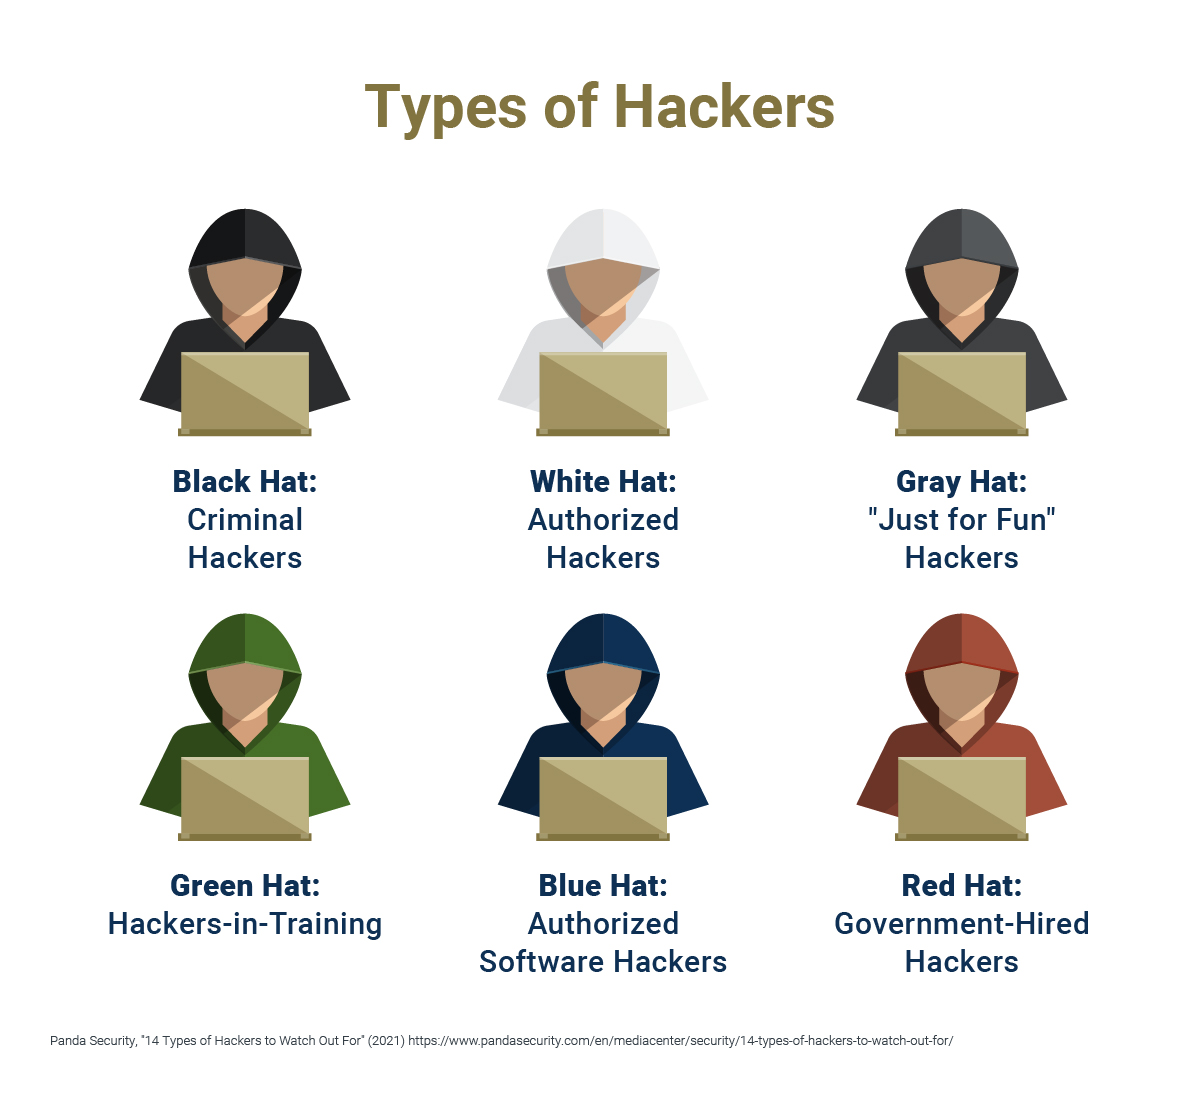 Types of Hackers
Black Hat:
Criminal
Hackers
White Hat:
Authorized
Hackers
Gray Hat:
"Just for Fun"
Hackers
Green Hat:
Hackers-in-Training
Blue Hat:
Authorized
Software Hackers
Red Hat:
Government-Hired
Hackers
Panda Security, "14 Types of Hackers to Watch Out For" (2021) https://www.pandasecurity.com/en/mediacenter/security/14-types-of-hackers-to-watch-out-for/